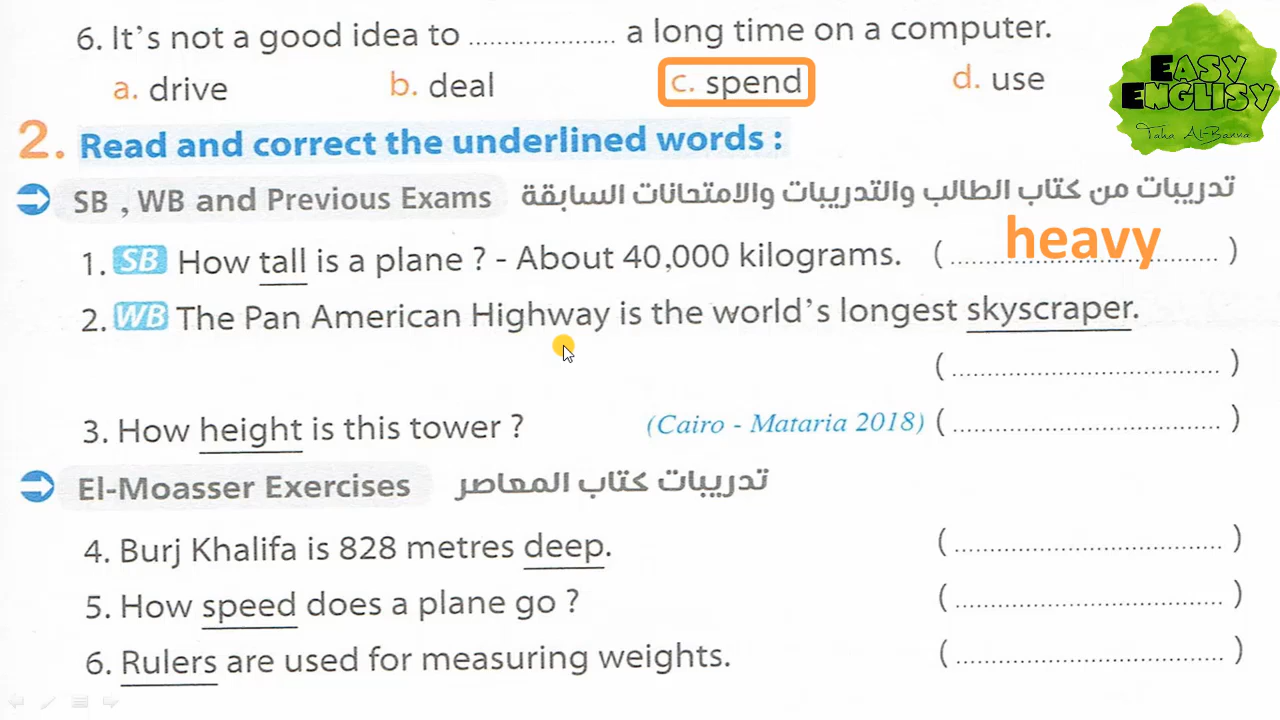 6. It's not a good idea to ..................... a long time on a computer.
a. drive b. deal c. spend d. use
EASY
ENGLISY
Taha Al-Banna
2. Read and correct the underlined words :
SB , WB and Previous Exams تدريبات من كتاب الطالب والتدريبات والامتحانات السابقة
1. SB How tall is a plane ? - About 40,000 kilograms. (.......heavy.......)
2. WB The Pan American Highway is the world's longest skyscraper.
(......................................)
3. How height is this tower ? (Cairo - Mataria 2018) (......................................)
El-Moasser Exercises تدريبات كتاب المعاصر
4. Burj Khalifa is 828 metres deep. (......................................)
5. How speed does a plane go ? (......................................)
6. Rulers are used for measuring weights. (......................................)